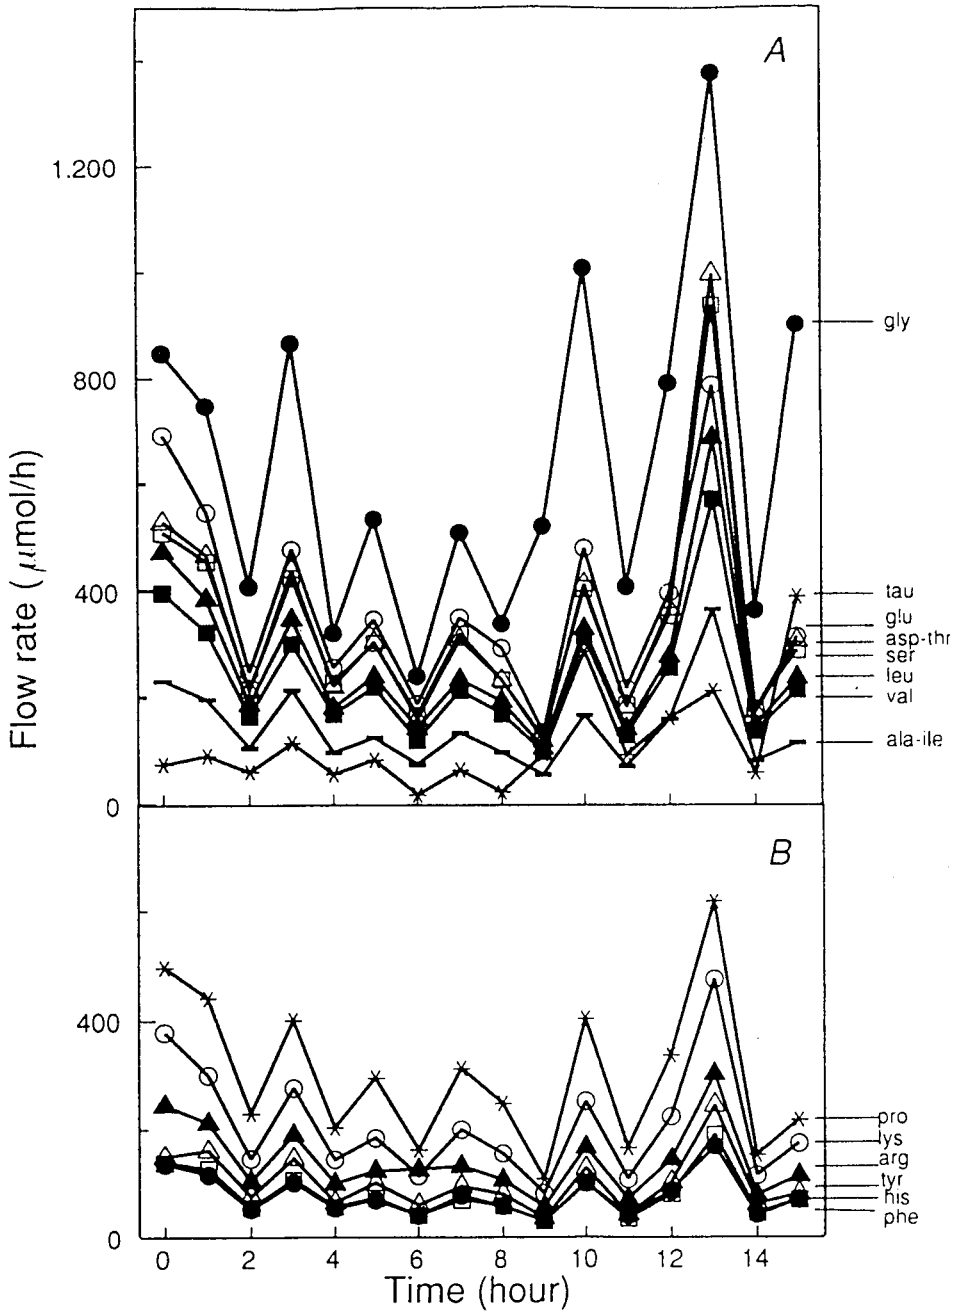 A
1.200
800
400
0
Flow rate (μmol/h)
gly
tau
glu
asp-thr
ser
leu
val
ala-ile
B
400
0
pro
lys
arg
tyr
his
phe
0 2 4 6 8 10 12 14
Time (hour)